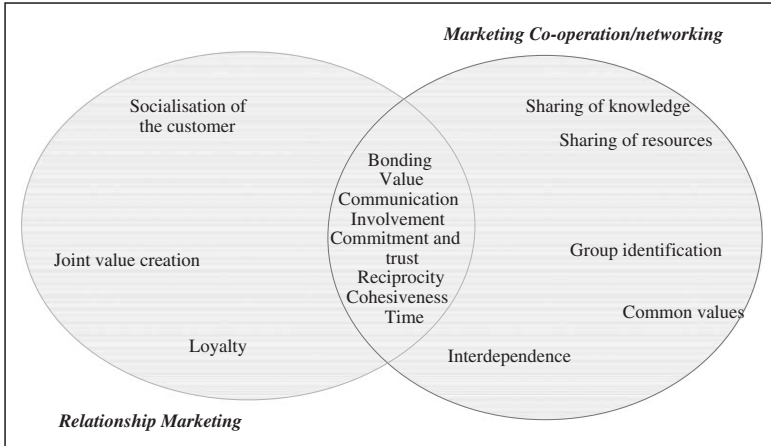 Marketing Co-operation/networking
Socialisation of
the customer
Sharing of knowledge
Sharing of resources
Bonding
Value
Communication
Involvement
Commitment and
trust
Reciprocity
Cohesiveness
Time
Joint value creation
Group identification
Common values
Loyalty
Interdependence
Relationship Marketing